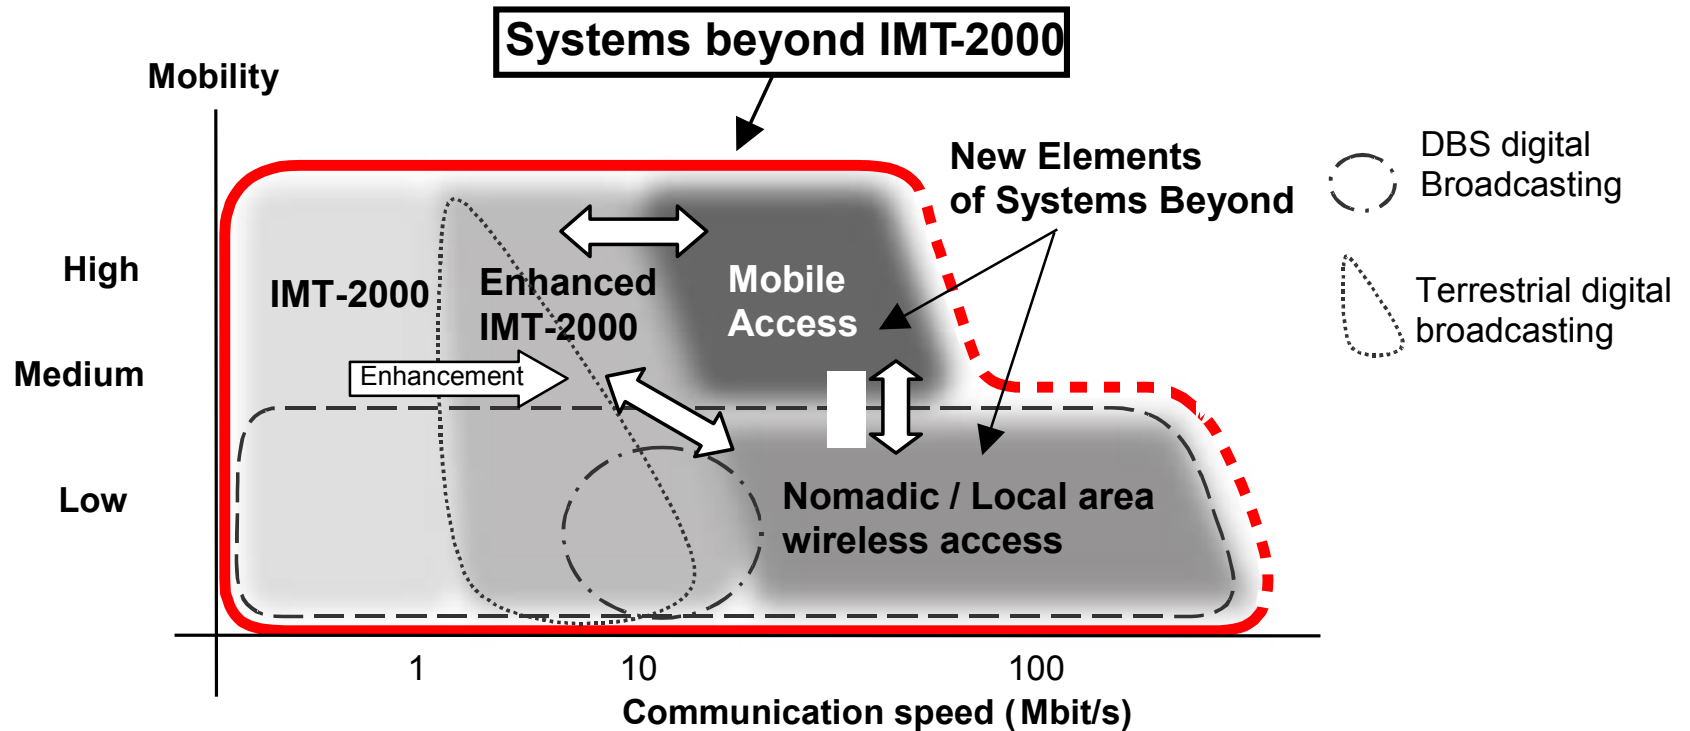 Systems beyond IMT-2000
Mobility
New Elements
of Systems Beyond
DBS digital
Broadcasting
High
IMT-2000
Enhanced
IMT-2000
Mobile
Access
Terrestrial digital
broadcasting
Medium
Enhancement
Low
Nomadic / Local area
wireless access
1 10 100
Communication speed (Mbit/s)